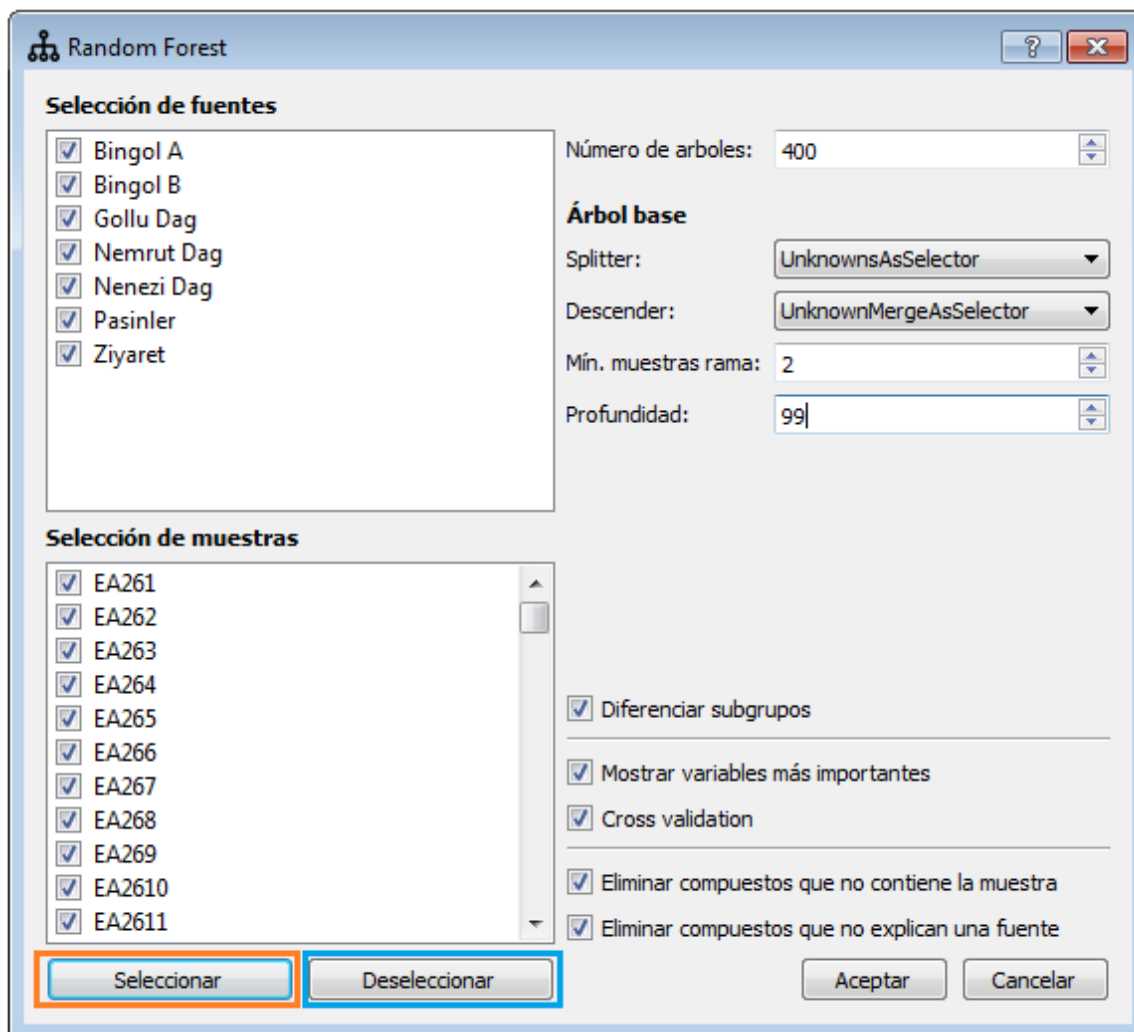 Random Forest
Selección de fuentes
Bingol A
Bingol B
Gollu Dag
Nemrut Dag
Nenezi Dag
Pasinler
Ziyaret
Número de arboles: 400
Árbol base
Splitter: UnknownsAsSelector
Descender: UnknownMergeAsSelector
Mín. muestras rama: 2
Profundidad: 99
Selección de muestras
EA261
EA262
EA263
EA264
EA265
EA266
EA267
EA268
EA269
EA2610
EA2611
Diferenciar subgrupos
Mostrar variables más importantes
Cross validation
Eliminar compuestos que no contiene la muestra
Eliminar compuestos que no explican una fuente
Seleccionar Deseleccionar Aceptar Cancelar